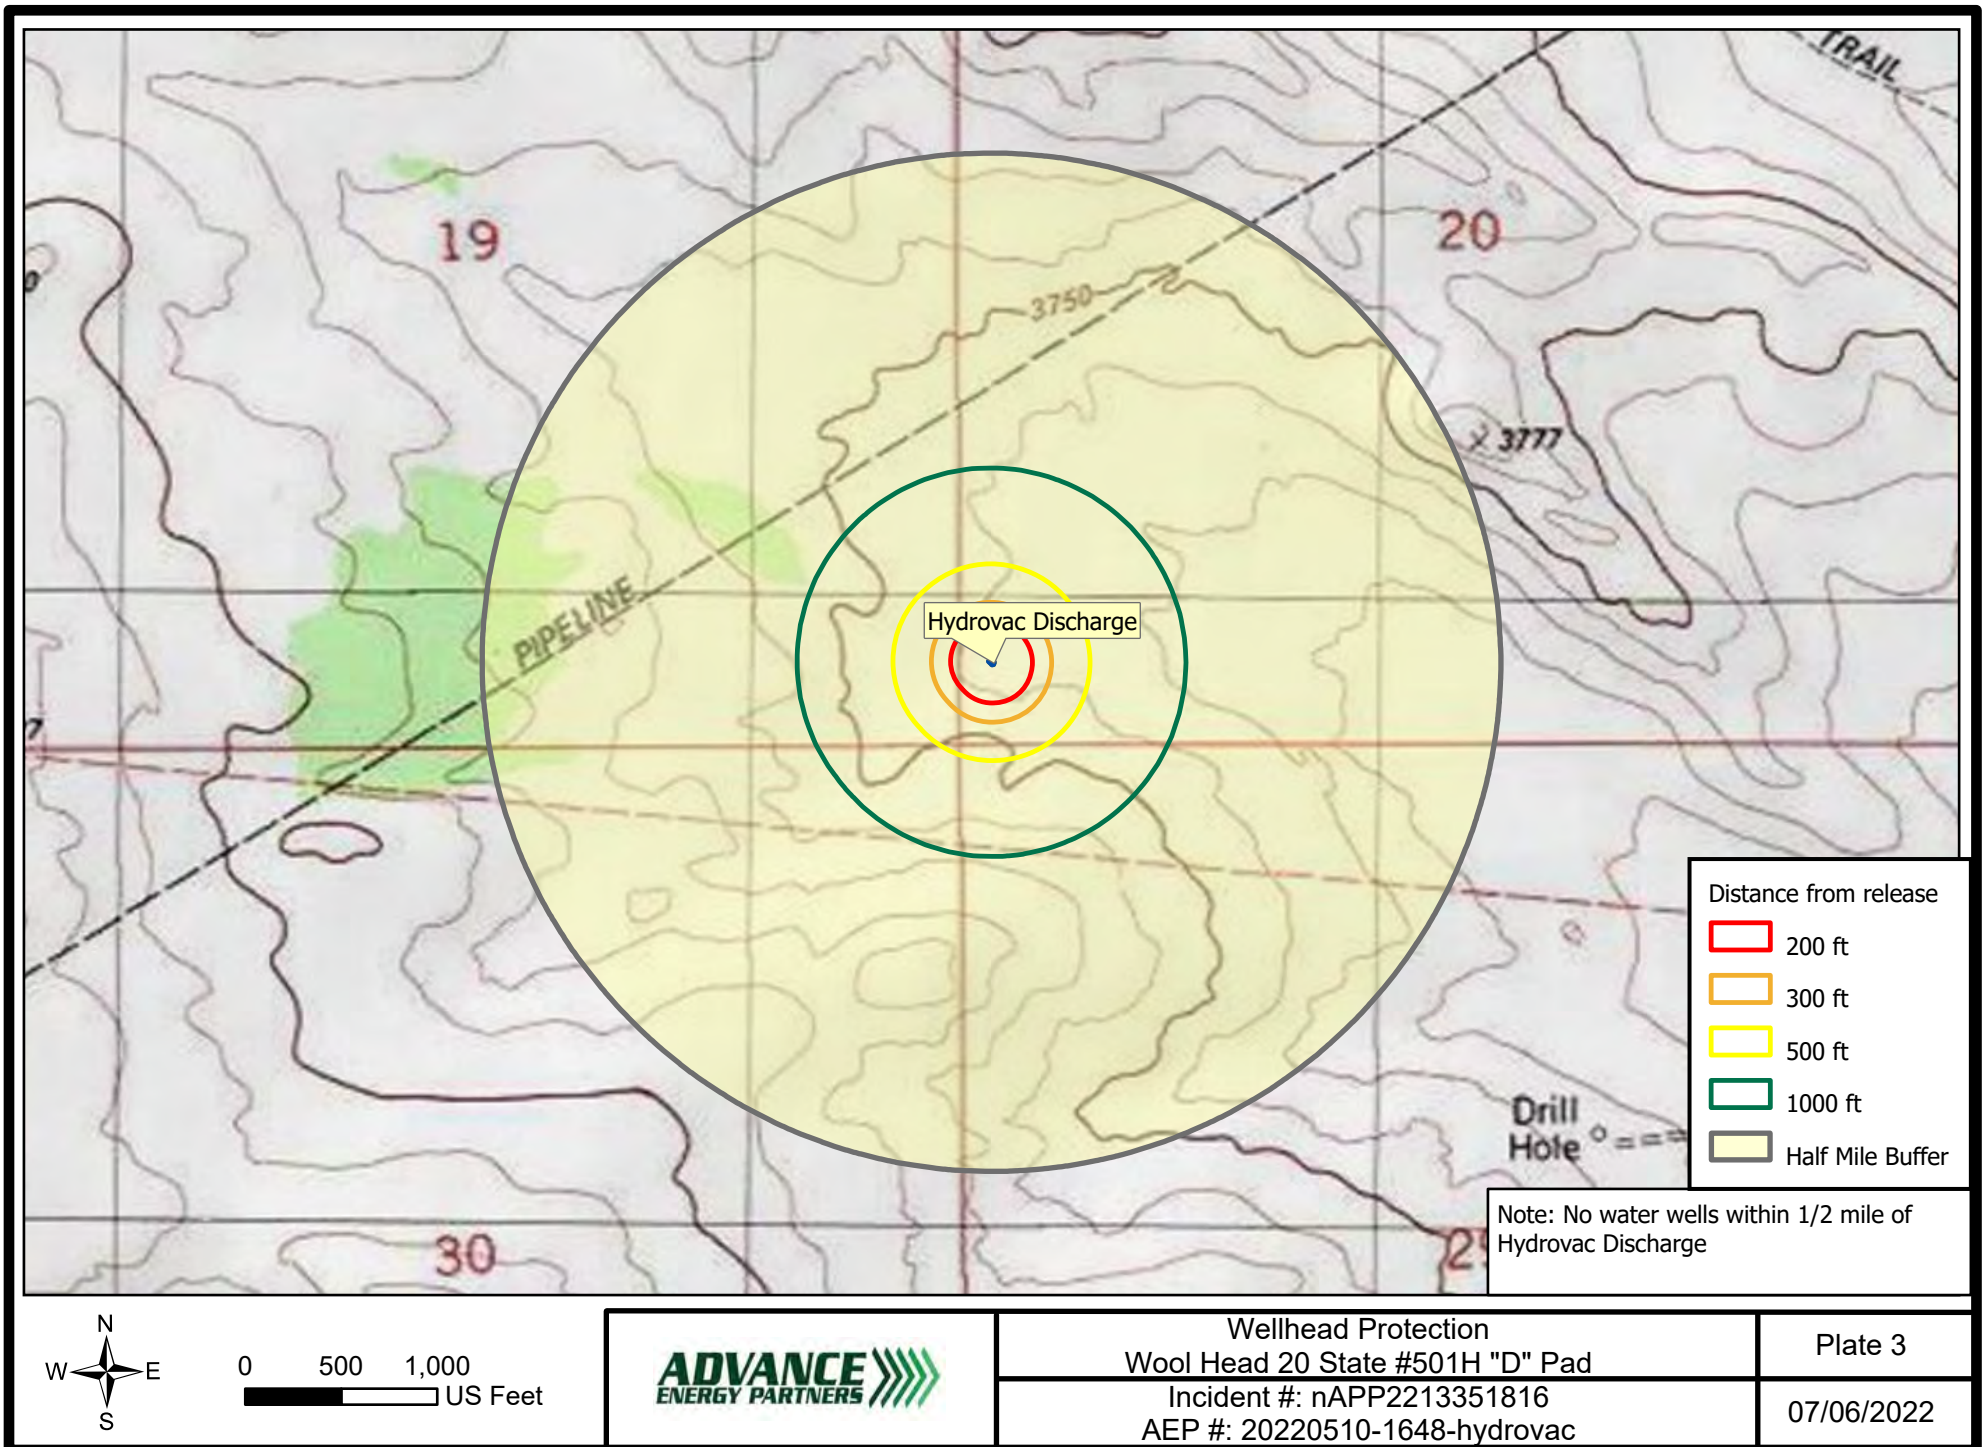 TRAIL
19
20
3750
3777
Hydrovac Discharge
PIPELINE
Distance from release
200 ft
300 ft
500 ft
1000 ft
Half Mile Buffer
Drill
Hole
Note: No water wells within 1/2 mile of
Hydrovac Discharge
30
N
W E
S
0 500 1,000
US Feet
ADVANCE
ENERGY PARTNERS
Wellhead Protection
Wool Head 20 State #501H "D" Pad
Incident #: nAPP2213351816
AEP #: 20220510-1648-hydrovac
Plate 3
07/06/2022